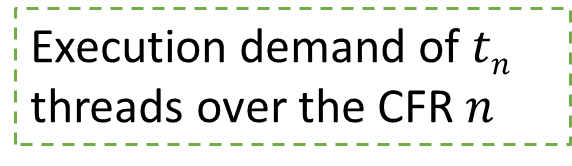 Execution demand of tₙ
threads over the CFR n